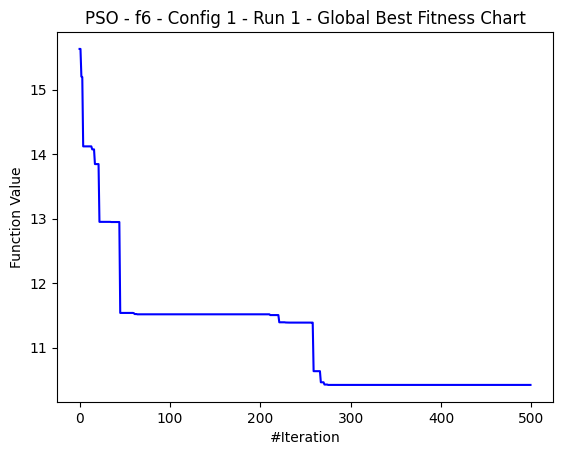 PSO - f6 - Config 1 - Run 1 - Global Best Fitness Chart
15
14
13
12
11
Function Value
0 100 200 300 400 500
#Iteration